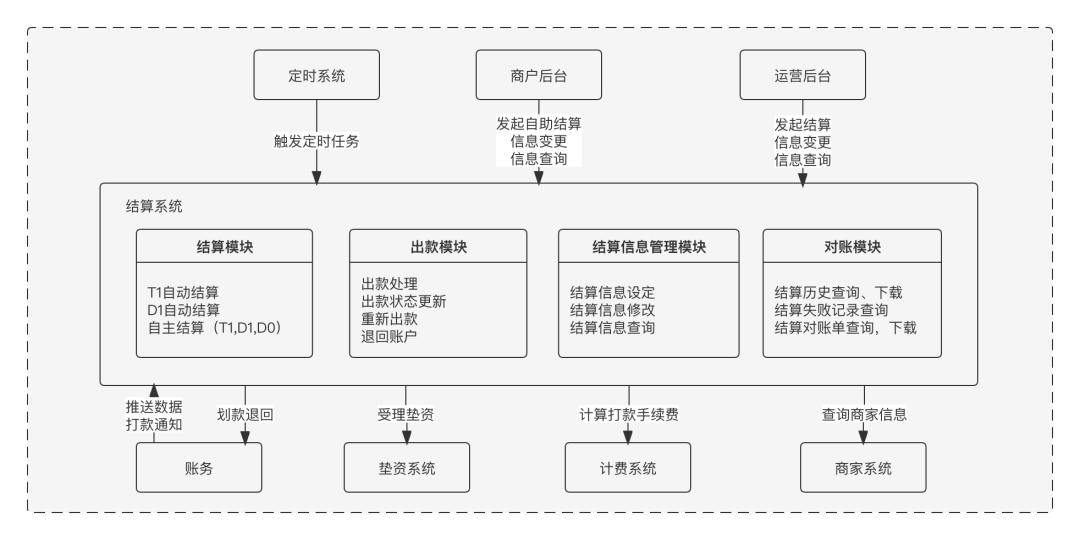 定时系统
商户后台
运营后台
触发定时任务
发起自助结算
信息变更
信息查询
发起结算
信息变更
信息查询
结算系统
结算模块
T1自动结算
D1自动结算
自主结算（T1,D1,D0）
出款模块
出款处理
出款状态更新
重新出款
退回账户
结算信息管理模块
结算信息设定
结算信息修改
结算信息查询
对账模块
结算历史查询、下载
结算失败记录查询
结算对账单查询，下载
推送数据
打款通知
划款退回
受理垫资
计算打款手续费
查询商家信息
账务
垫资系统
计费系统
商家系统